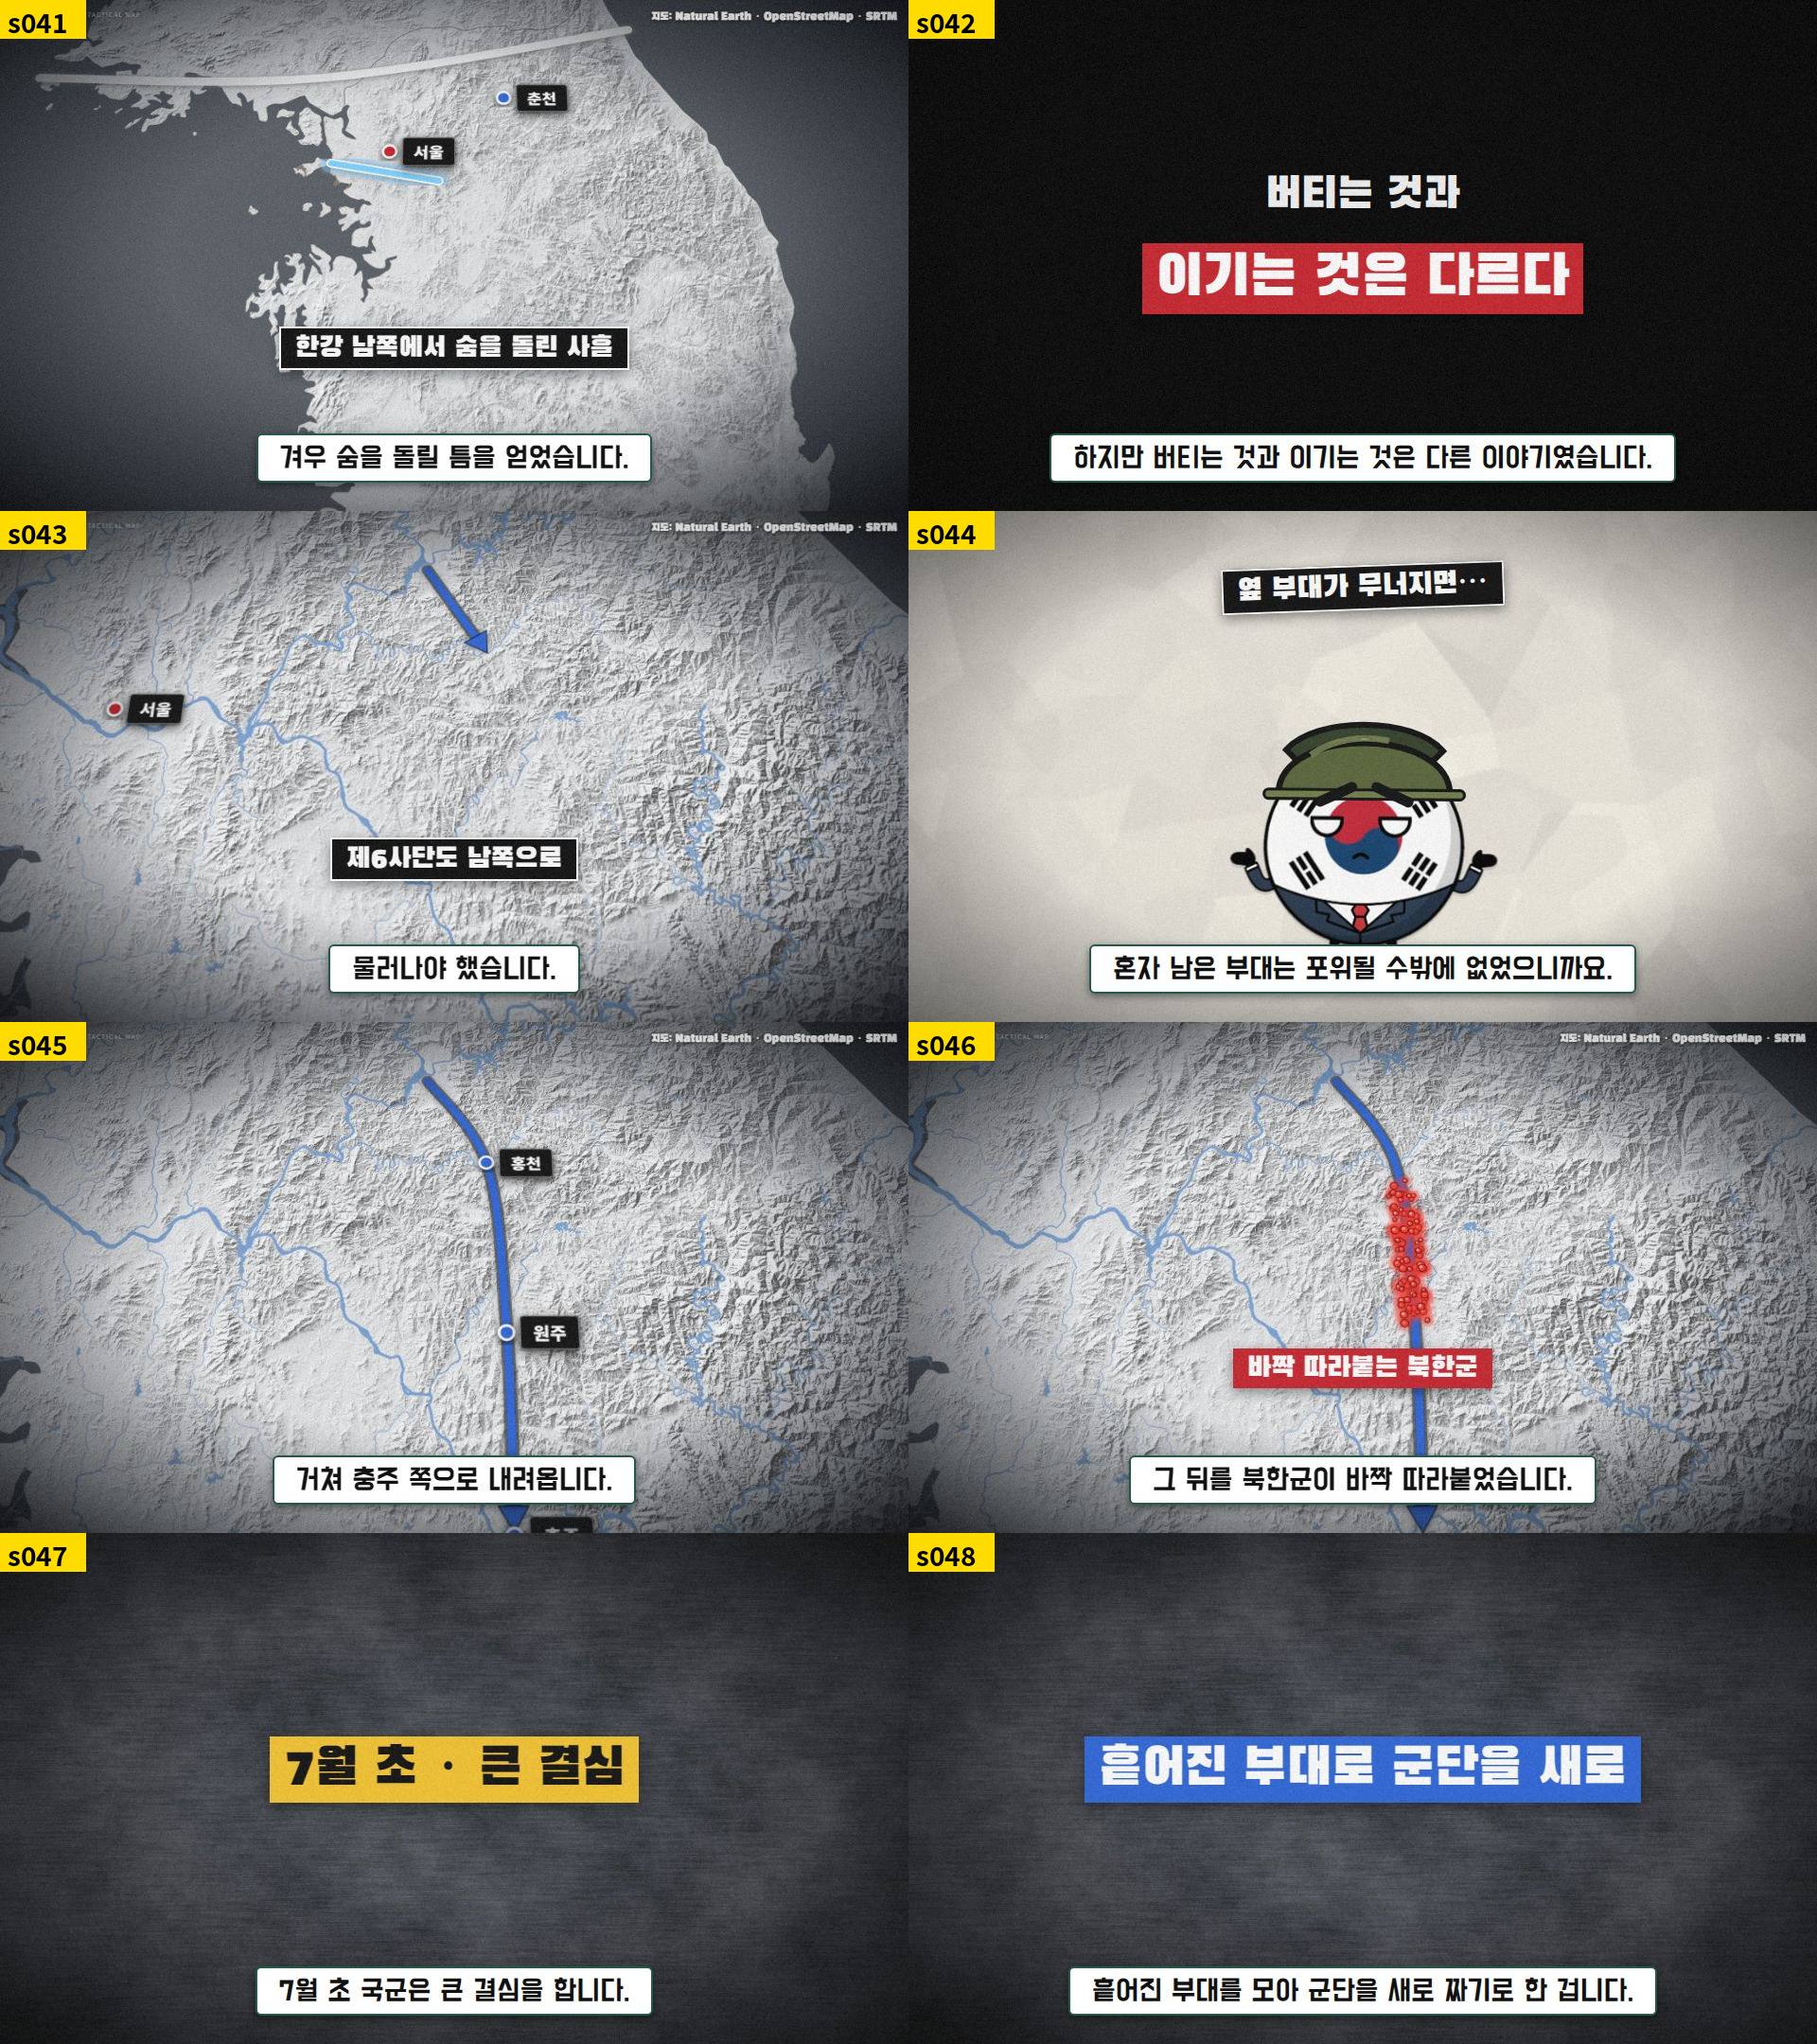 s041
TACTICAL MAP
지도: Natural Earth · OpenStreetMap · SRTM
춘천
서울
한강 남쪽에서 숨을 돌린 사흘
겨우 숨을 돌릴 틈을 얻었습니다.
s042
버티는 것과
이기는 것은 다르다
하지만 버티는 것과 이기는 것은 다른 이야기였습니다.
s043
TACTICAL MAP
지도: Natural Earth · OpenStreetMap · SRTM
서울
제6사단도 남쪽으로
물러나야 했습니다.
s044
옆 부대가 무너지면…
혼자 남은 부대는 포위될 수밖에 없었으니까요.
s045
TACTICAL MAP
지도: Natural Earth · OpenStreetMap · SRTM
홍천
원주
거쳐 충주 쪽으로 내려옵니다.
s046
TACTICAL MAP
지도: Natural Earth · OpenStreetMap · SRTM
바짝 따라붙는 북한군
그 뒤를 북한군이 바짝 따라붙었습니다.
s047
7월 초 · 큰 결심
7월 초 국군은 큰 결심을 합니다.
s048
흩어진 부대로 군단을 새로
흩어진 부대를 모아 군단을 새로 짜기로 한 겁니다.